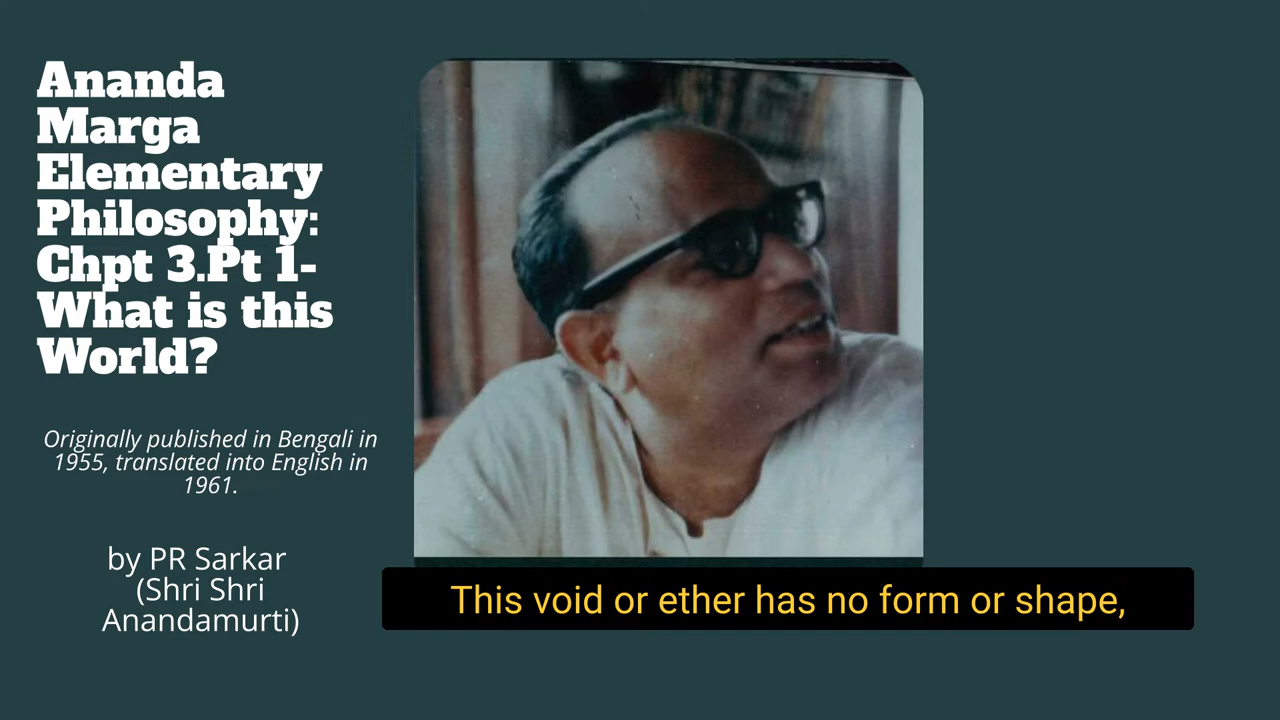 Ananda
Marga
Elementary
Philosophy:
Chpt 3.Pt 1-
What is this
World?
Originally published in Bengali in
1955, translated into English in
1961.
by PR Sarkar
(Shri Shri
Anandamurti)
This void or ether has no form or shape,